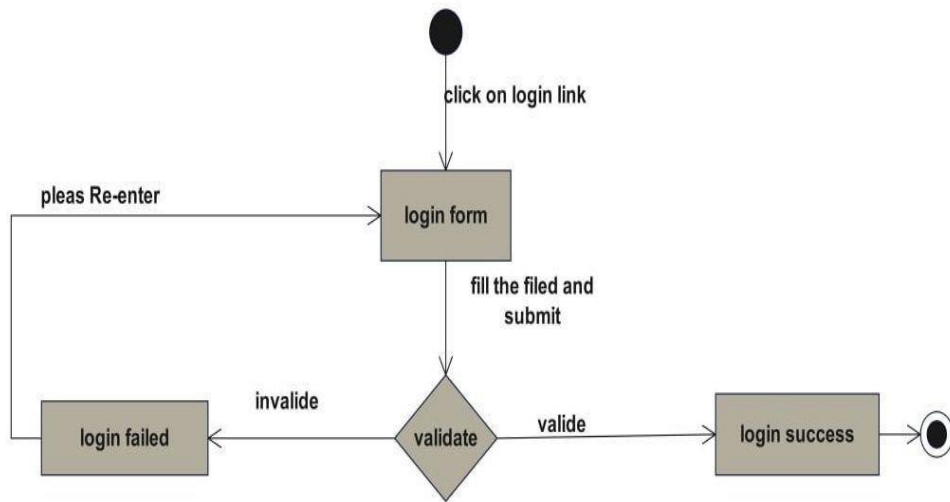 click on login link
pleas Re-enter
login form
fill the filed and
submit
invalide
valide
login failed
validate
login success